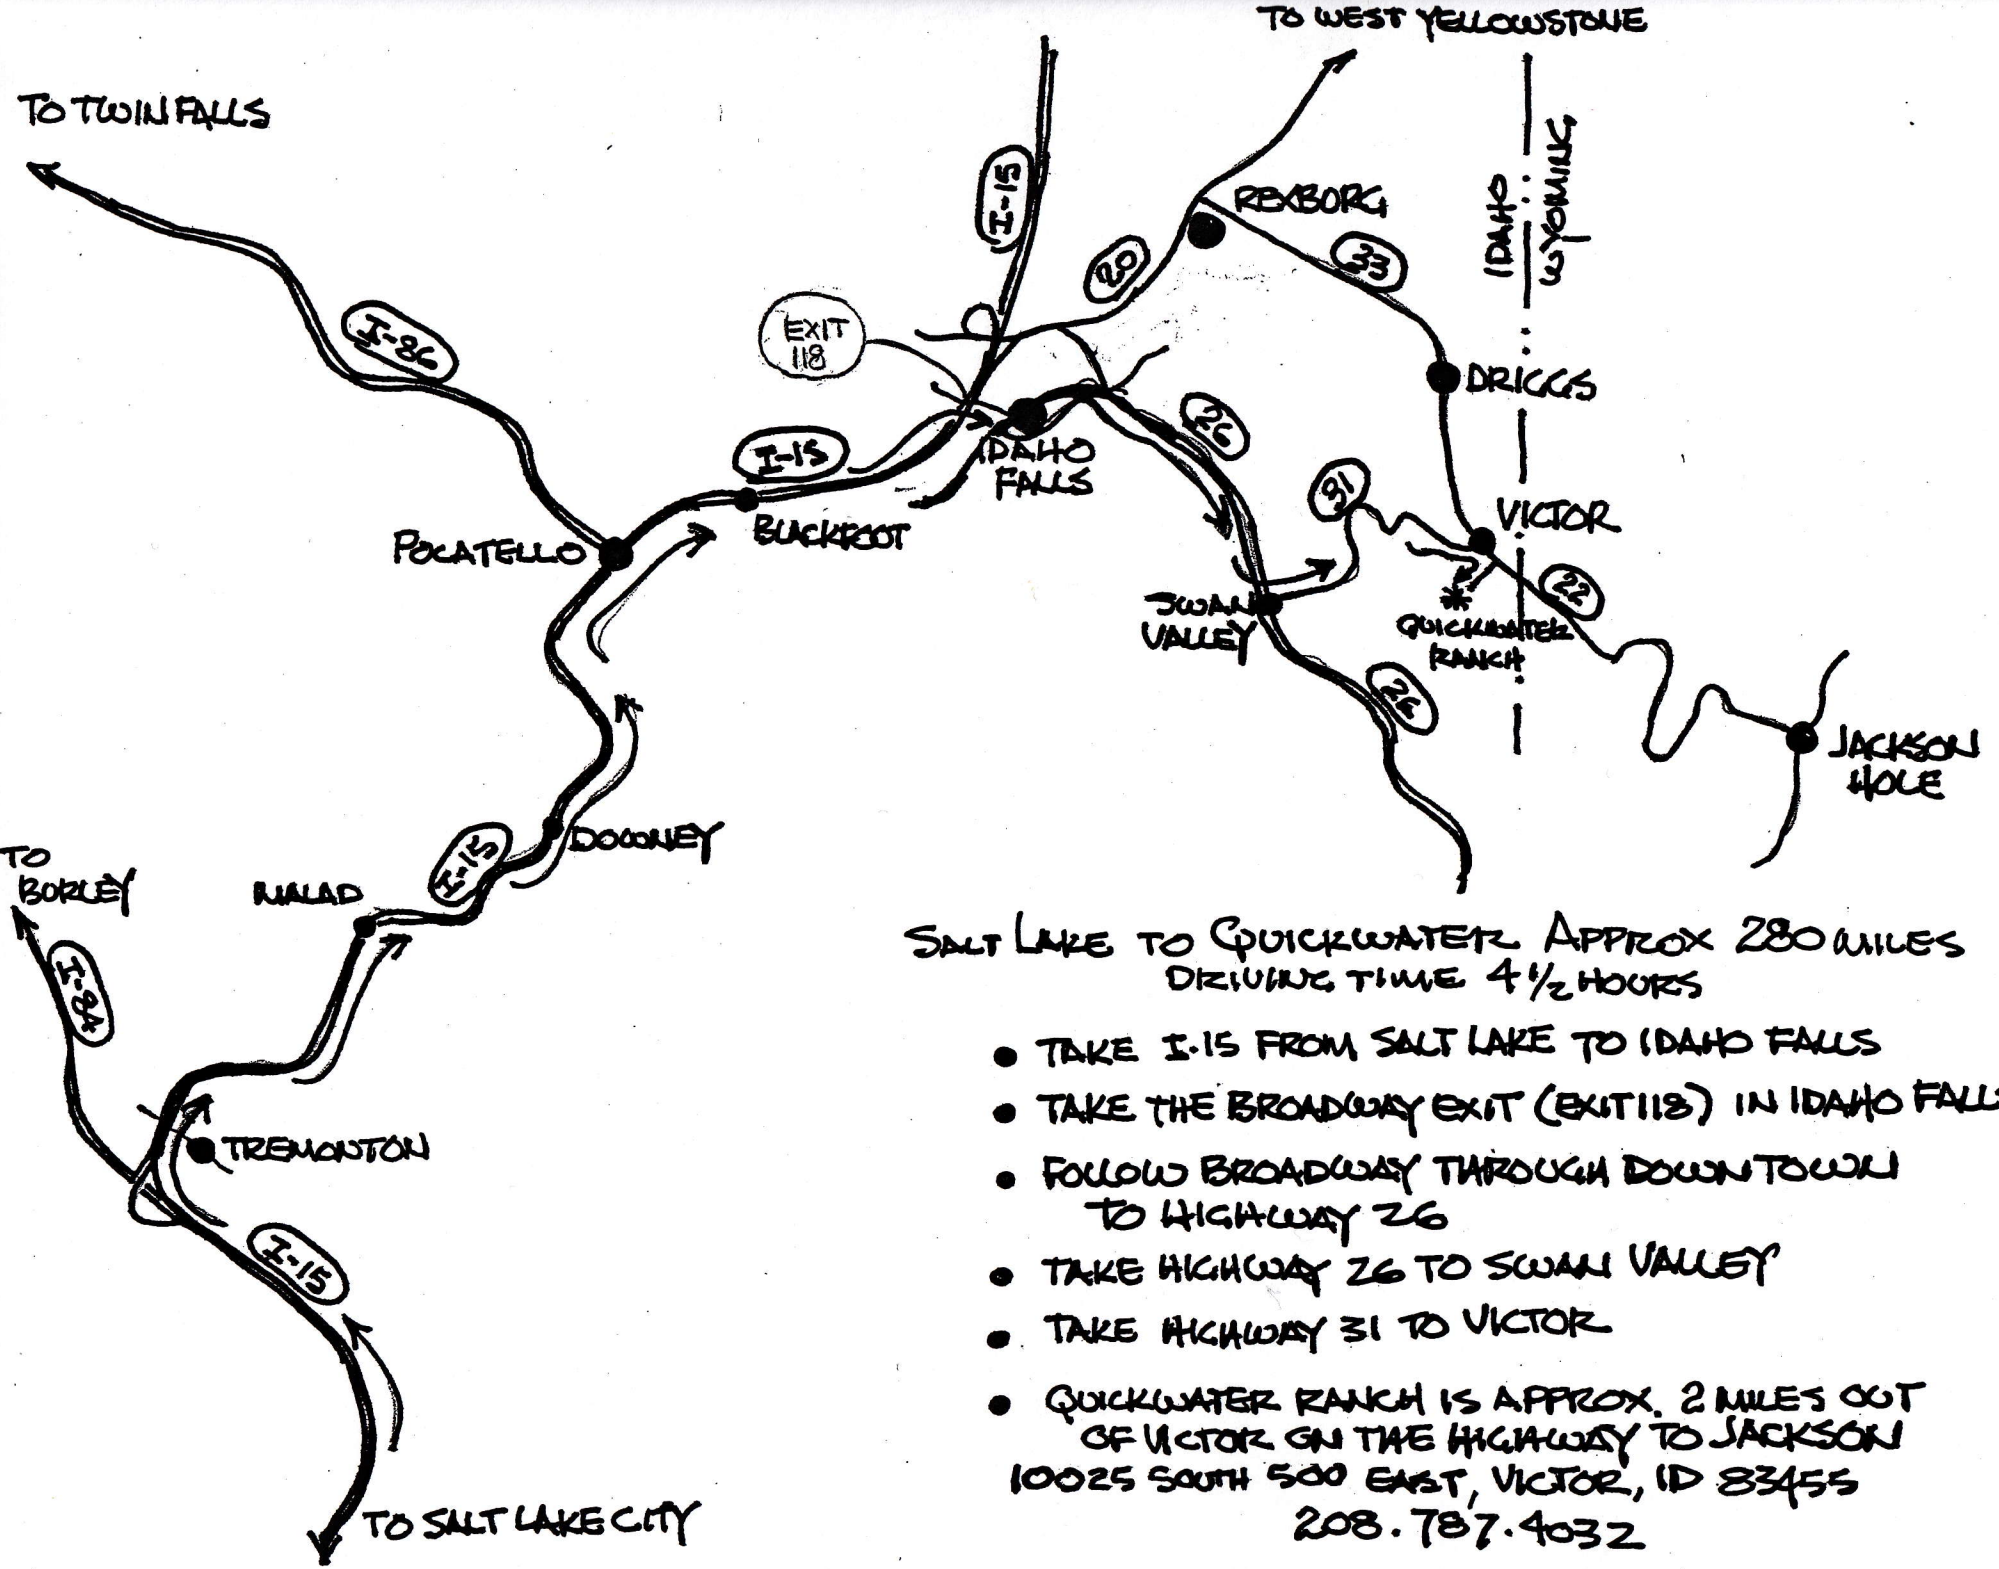 TO WEST YELLOWSTONE
TO TWIN FALLS
I-15
IDAHO
WYOMING
REXBORG
33
20
EXIT
118
I-86
DRIGGS
26
I-15
IDAHO
FALLS
31
VICTOR
BLACKFOOT
POCATELLO
22
SWAN
VALLEY
QUICKWATER
RANCH
26
JACKSON
HOLE
DOWNEY
I-15
TO
BORLEY
MALAD
I-84
TREMONTON
I-15
TO SALT LAKE CITY
SALT LAKE TO QUICKWATER APPROX 280 MILES
DRIVING TIME 4 1/2 HOURS
• TAKE I.15 FROM SALT LAKE TO IDAHO FALLS
• TAKE THE BROADWAY EXIT (EXIT 118) IN IDAHO FALLS
• FOLLOW BROADWAY THROUGH DOWNTOWN
TO HIGHWAY 26
• TAKE HIGHWAY 26 TO SWAN VALLEY
• TAKE HIGHWAY 31 TO VICTOR
• QUICKWATER RANCH IS APPROX. 2 MILES OUT
OF VICTOR ON THE HIGHWAY TO JACKSON
10025 SOUTH 500 EAST, VICTOR, ID 83455
208.787.4032